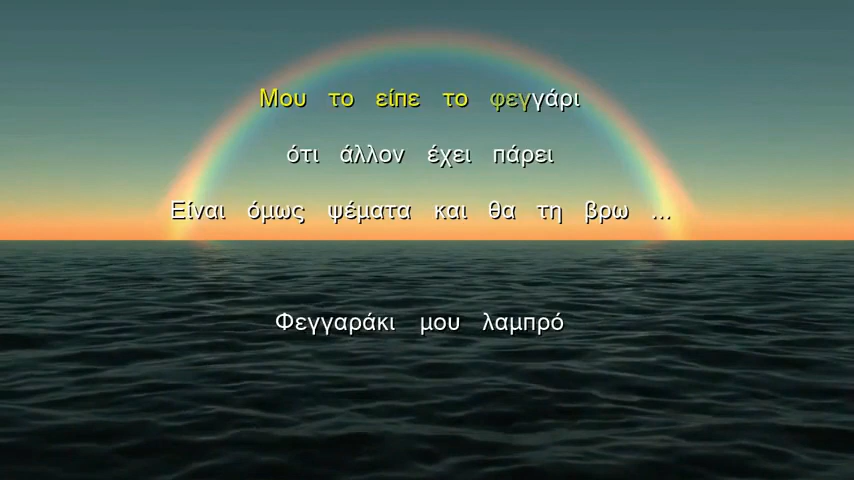 Μου το είπε το φεγγάρι
ότι άλλον έχει πάρει
Είναι όμως ψέματα και θα τη βρω ...
Φεγγαράκι μου λαμπρό